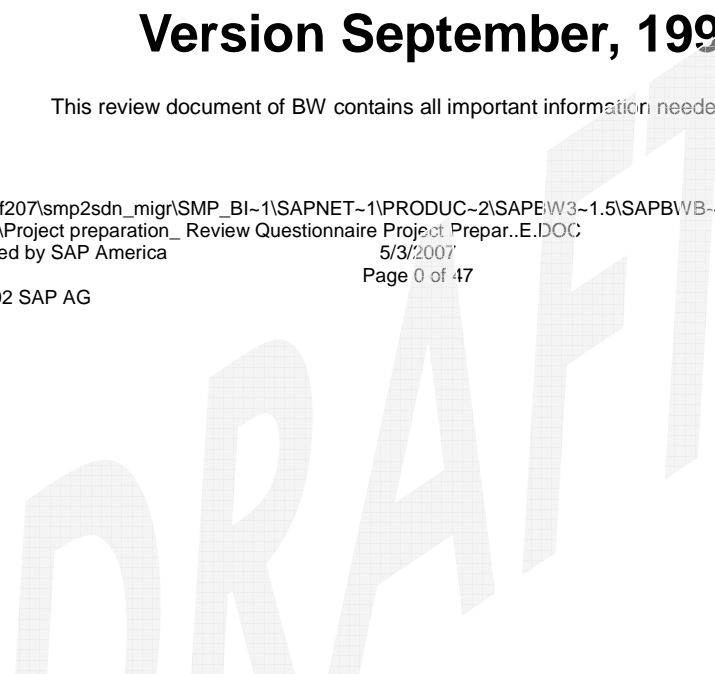 Version September, 199
This review document of BW contains all important information neede
f207\smp2sdn_migr\SMP_BI~1\SAPNET~1\PRODUC~2\SAPBW3~1.5\SAPBWB~
\Project preparation_ Review Questionnaire Project Prepar..E.DOC
ed by SAP America 5/3/2007
Page 0 of 47
02 SAP AG
DRAFT